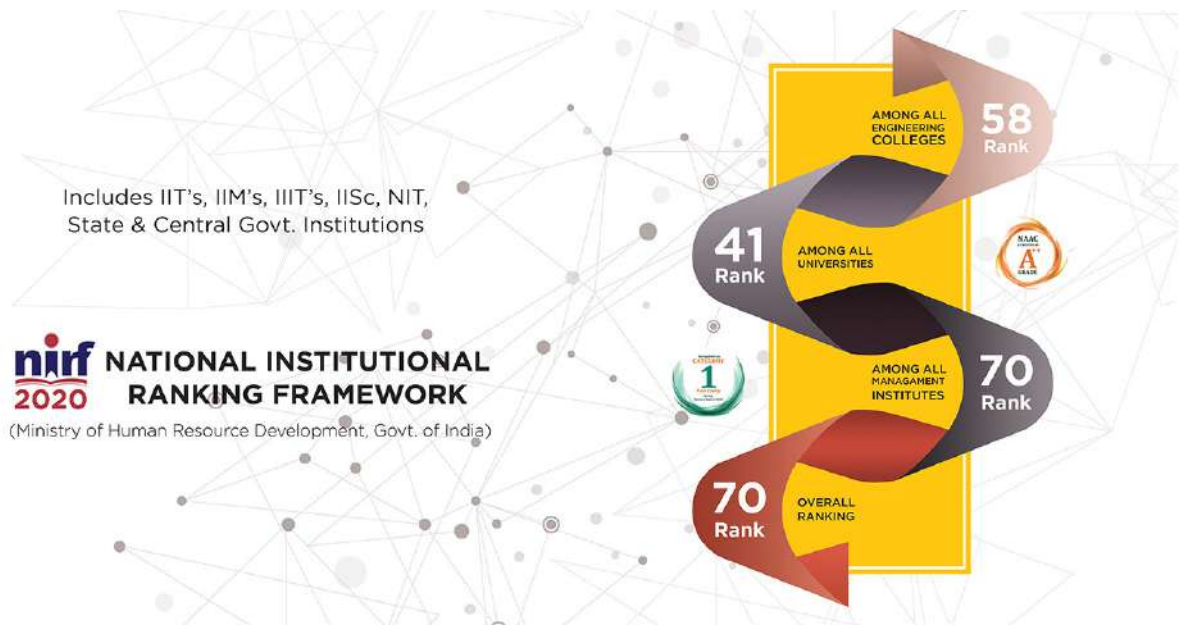 Includes IIT's, IIM's, IIIT's, IISc, NIT,
State & Central Govt. Institutions
nirf
2020
NATIONAL INSTITUTIONAL
RANKING FRAMEWORK
(Ministry of Human Resource Development, Govt. of India)
AMONG ALL
ENGINEERING
COLLEGES
58
Rank
41
Rank
AMONG ALL
UNIVERSITIES
NAAC
A++
GRADE
CATEGORY
1
AMONG ALL
MANAGAMENT
INSTITUTES
70
Rank
70
Rank
OVERALL
RANKING